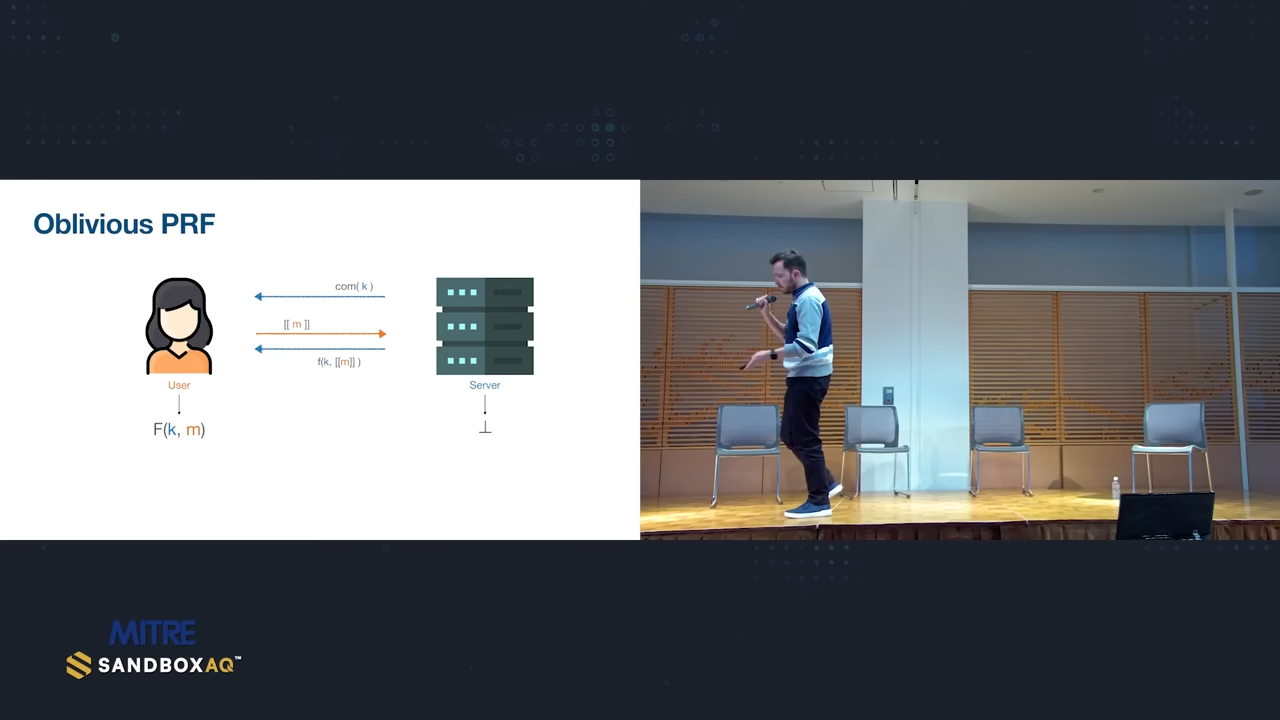 Oblivious PRF
com( k )
[[ m ]]
f(k, [[m]] )
User
Server
F(k, m)
⊥
MITRE
SANDBOXAQ™